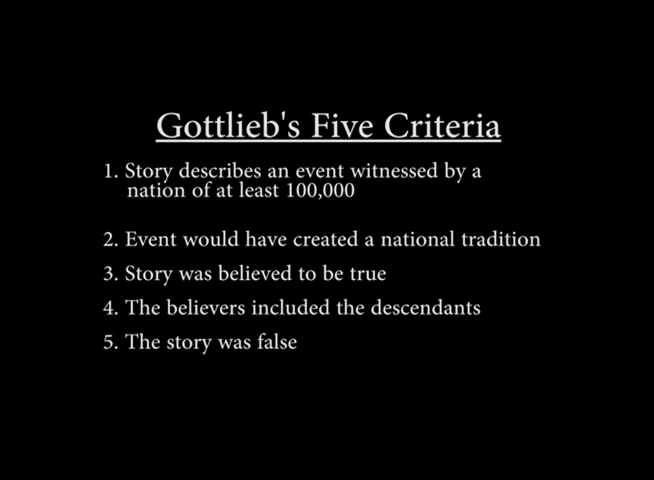 Gottlieb's Five Criteria
1. Story describes an event witnessed by a
nation of at least 100,000
2. Event would have created a national tradition
3. Story was believed to be true
4. The believers included the descendants
5. The story was false